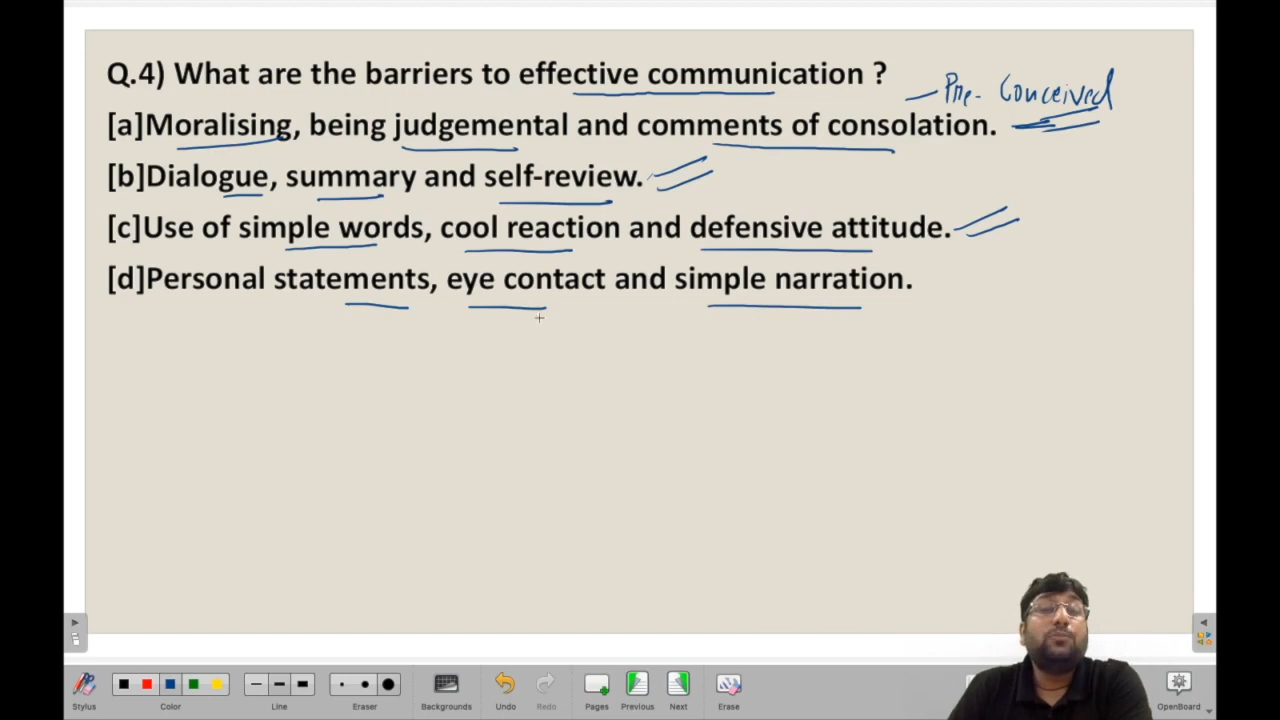 Q.4) What are the barriers to effective communication ?
Pre- Conceived
[a]Moralising, being judgemental and comments of consolation.
[b]Dialogue, summary and self-review.
[c]Use of simple words, cool reaction and defensive attitude.
[d]Personal statements, eye contact and simple narration.
Stylus
Color
Line
Eraser
Backgrounds
Undo
Redo
Pages
Previous
Next
Erase
OpenBoard